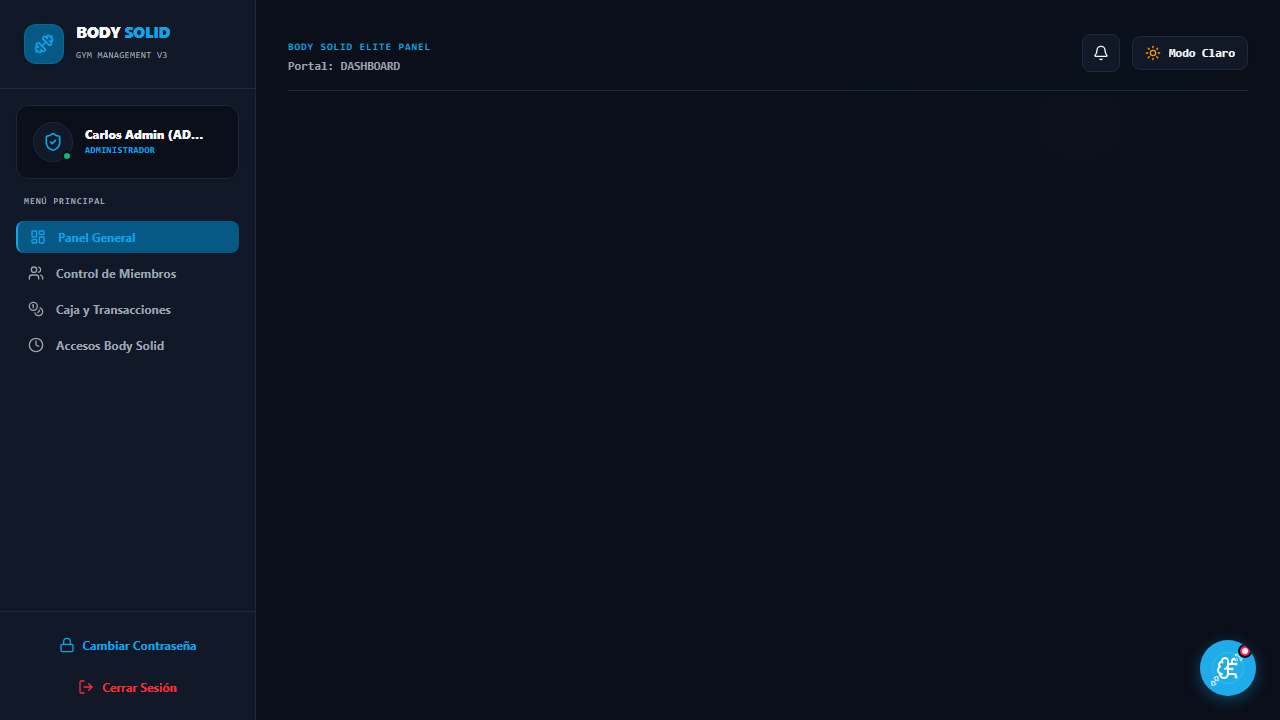 BODY SOLID
GYM MANAGEMENT V3
Carlos Admin (AD...
ADMINISTRADOR
MENÚ PRINCIPAL
Panel General
Control de Miembros
Caja y Transacciones
Accesos Body Solid
Cambiar Contraseña
Cerrar Sesión
BODY SOLID ELITE PANEL
Portal: DASHBOARD
Modo Claro